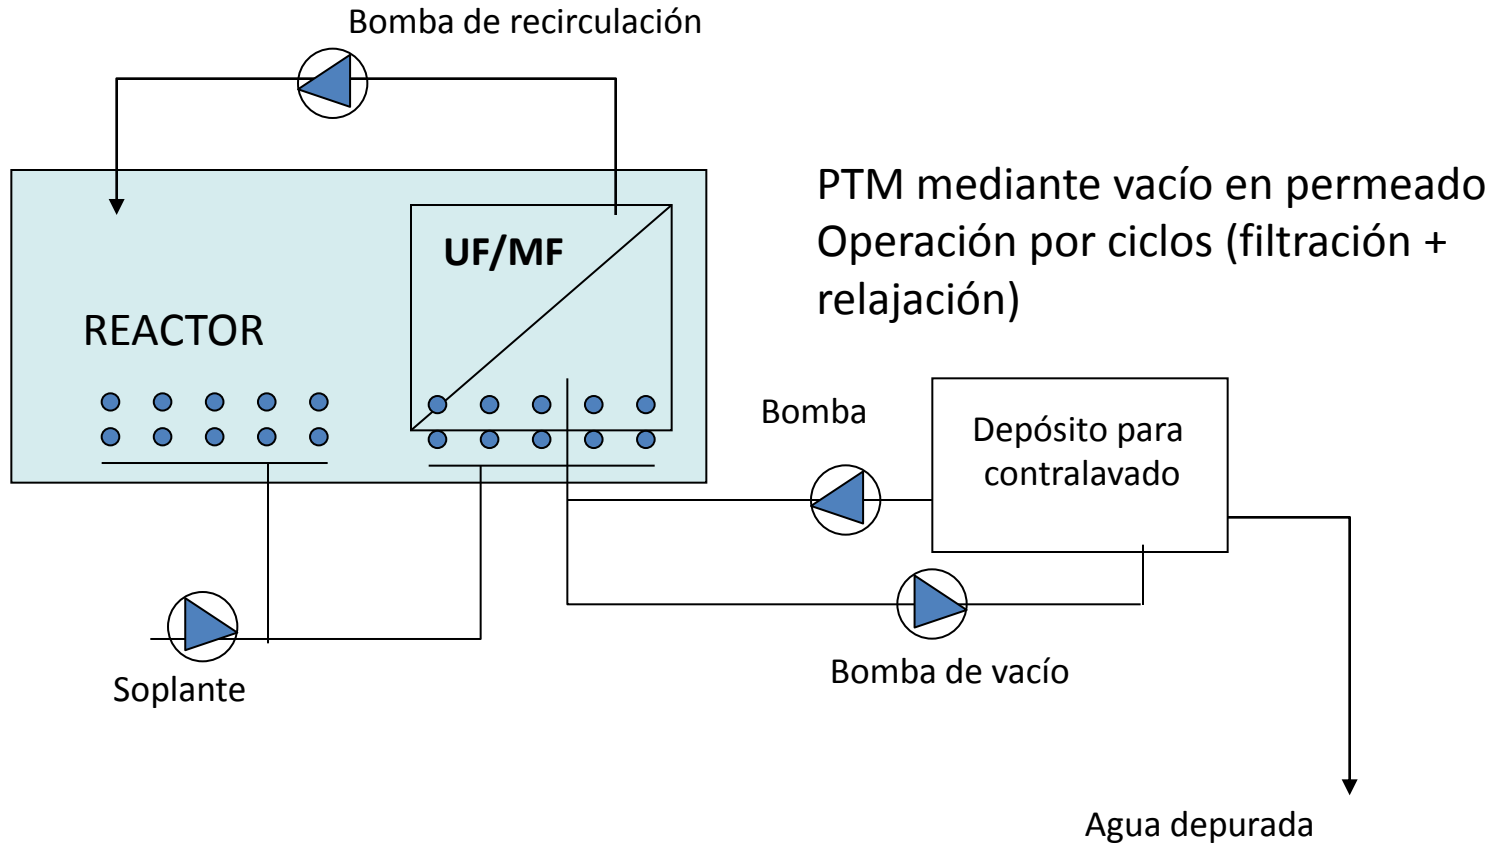 Bomba de recirculación
PTM mediante vacío en permeado
Operación por ciclos (filtración +
relajación)
UF/MF
REACTOR
Bomba
Depósito para
contralavado
Soplante
Bomba de vacío
Agua depurada